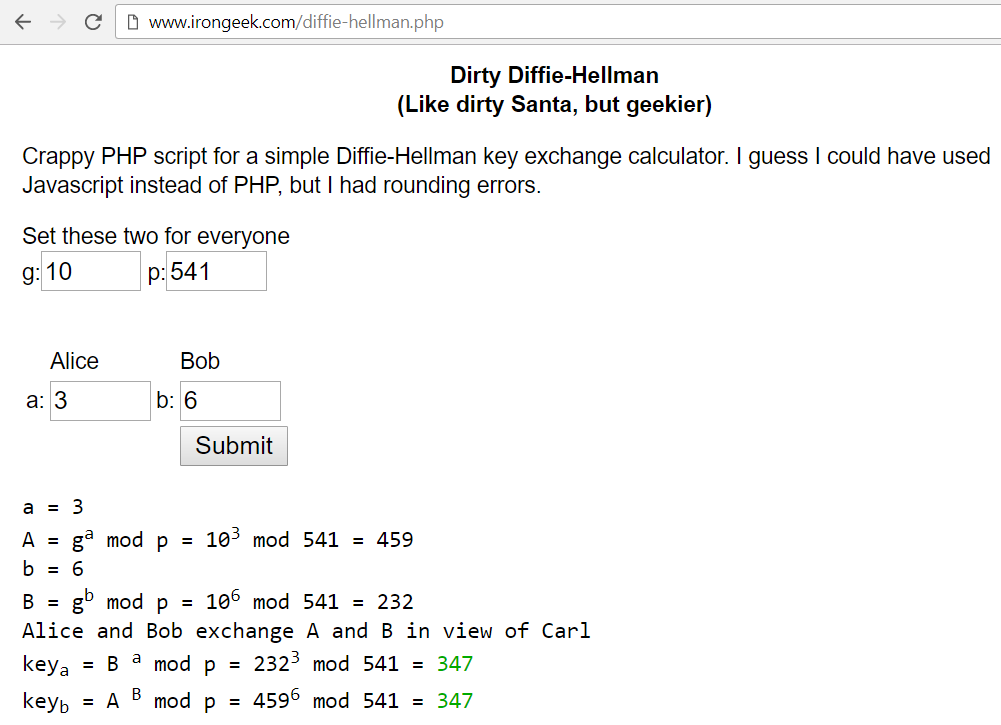 www.irongeek.com/diffie-hellman.php
Dirty Diffie-Hellman
(Like dirty Santa, but geekier)
Crappy PHP script for a simple Diffie-Hellman key exchange calculator. I guess I could have used
Javascript instead of PHP, but I had rounding errors.
Set these two for everyone
g: 10 p: 541
Alice Bob
a: 3 b: 6
Submit
a = 3
A = gᵃ mod p = 10³ mod 541 = 459
b = 6
B = gᵇ mod p = 10⁶ mod 541 = 232
Alice and Bob exchange A and B in view of Carl
keyₐ = B ᵃ mod p = 232³ mod 541 = 347
key_b = A ᴮ mod p = 459⁶ mod 541 = 347